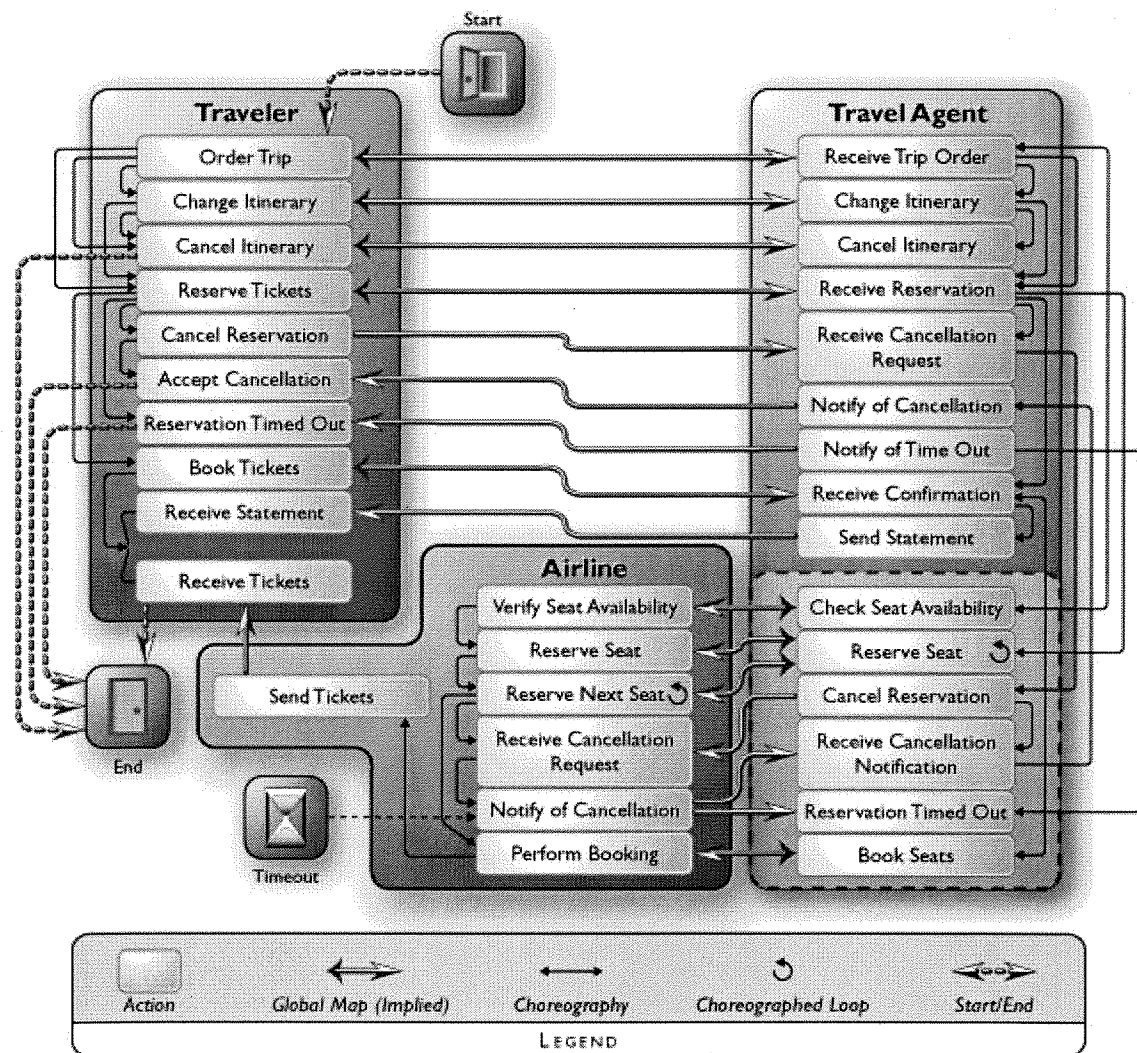 Start
Traveler
Order Trip
Change Itinerary
Cancel Itinerary
Reserve Tickets
Cancel Reservation
Accept Cancellation
Reservation Timed Out
Book Tickets
Receive Statement
Receive Tickets
Travel Agent
Receive Trip Order
Change Itinerary
Cancel Itinerary
Receive Reservation
Receive Cancellation
Request
Notify of Cancellation
Notify of Time Out
Receive Confirmation
Send Statement
Check Seat Availability
Reserve Seat
Cancel Reservation
Receive Cancellation
Notification
Reservation Timed Out
Book Seats
Airline
Verify Seat Availability
Reserve Seat
Reserve Next Seat
Receive Cancellation
Request
Notify of Cancellation
Perform Booking
Send Tickets
End
Timeout
Action
Global Map (Implied)
Choreography
Choreographed Loop
Start/End
LEGEND